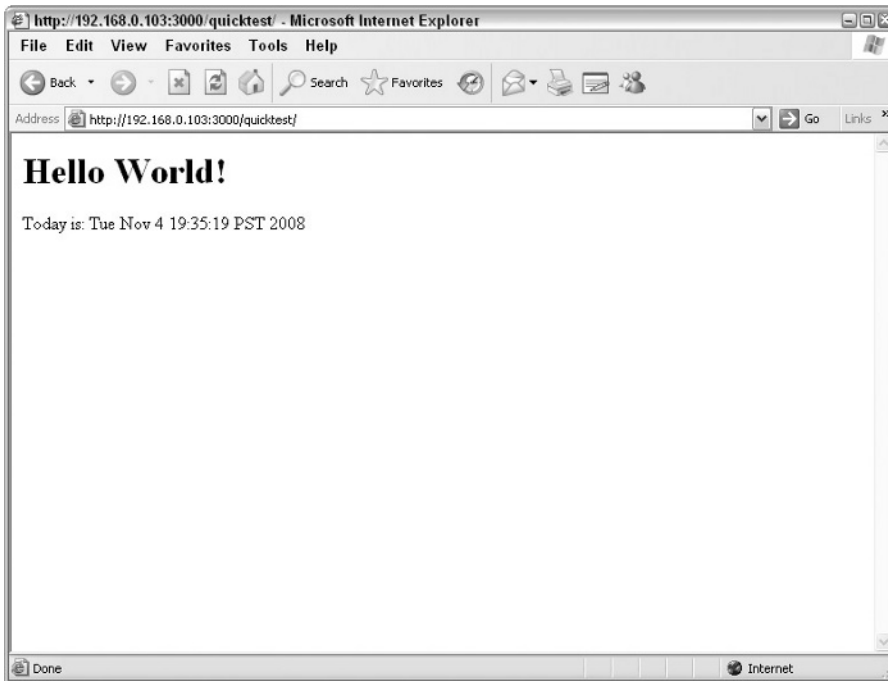 http://192.168.0.103:3000/quicktest/ - Microsoft Internet Explorer
File Edit View Favorites Tools Help
Back Search Favorites
Address http://192.168.0.103:3000/quicktest/ Go Links »
Hello World!
Today is: Tue Nov 4 19:35:19 PST 2008
Done Internet